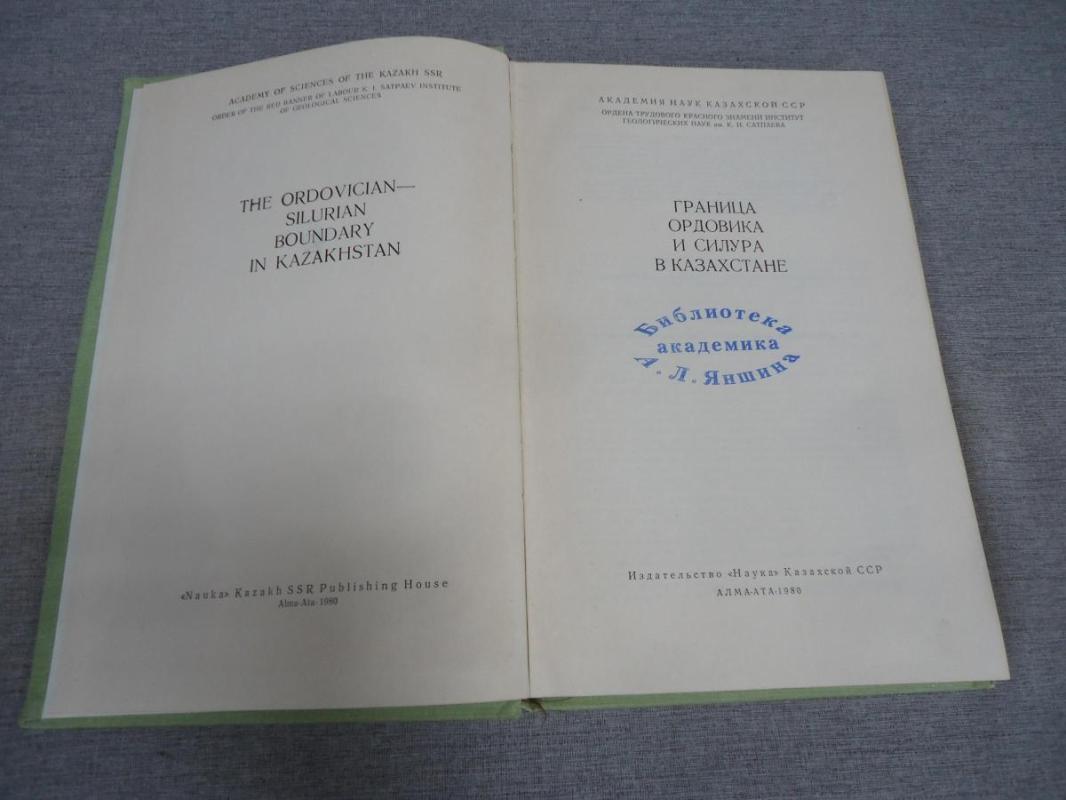 ACADEMY OF SCIENCES OF THE KAZAKH SSR
ORDER OF THE RED BANNER OF LABOUR K. I. SATPAEV INSTITUTE
OF GEOLOGICAL SCIENCES
THE ORDOVICIAN—
SILURIAN
BOUNDARY
IN KAZAKHSTAN
«Nauka» Kazakh SSR Publishing House
Alma-Ata·1980
АКАДЕМИЯ НАУК КАЗАХСКОЙ ССР
ОРДЕНА ТРУДОВОГО КРАСНОГО ЗНАМЕНИ ИНСТИТУТ
ГЕОЛОГИЧЕСКИХ НАУК им. К. И. САТПАЕВА
ГРАНИЦА
ОРДОВИКА
И СИЛУРА
В КАЗАХСТАНЕ
Библиотека
академика
А. Л. Яншина
Издательство «Наука» Казахской ССР
АЛМА-АТА·1980